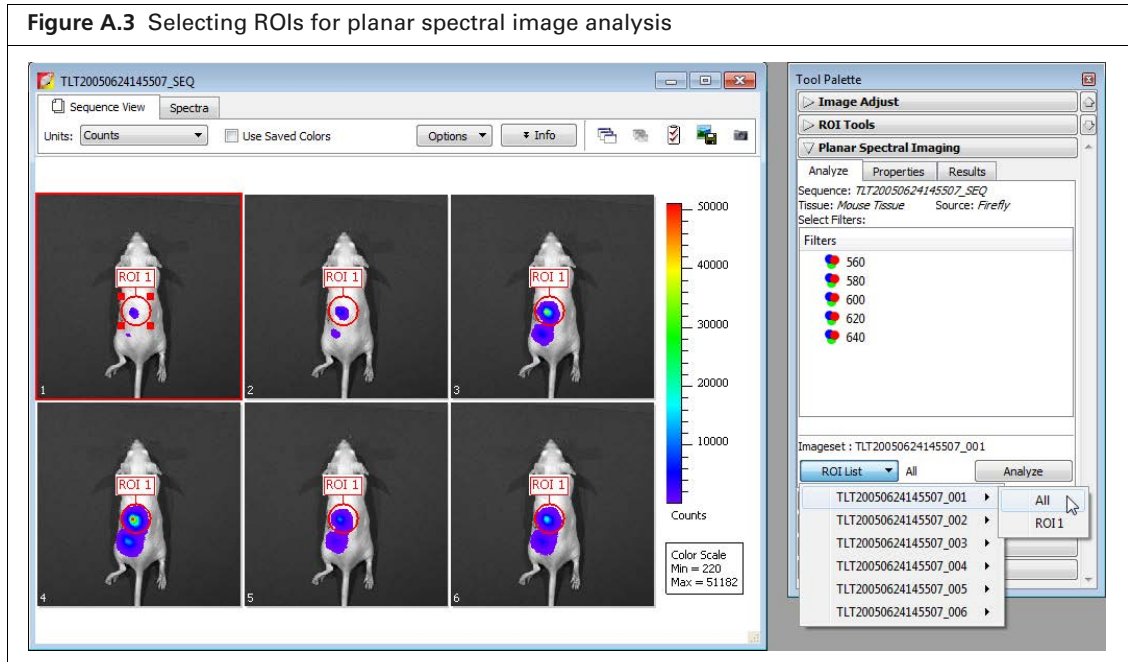 Figure A.3 Selecting ROIs for planar spectral image analysis
TLT20050624145507_SEQ
Sequence View Spectra
Units: Counts Use Saved Colors Options Info
ROI 1
1
ROI 1
2
ROI 1
3
ROI 1
4
ROI 1
5
ROI 1
6
50000
40000
30000
20000
10000
Counts
Color Scale
Min = 220
Max = 51182
Tool Palette
Image Adjust
ROI Tools
Planar Spectral Imaging
Analyze Properties Results
Sequence: TLT20050624145507_SEQ
Tissue: Mouse Tissue Source: Firefly
Select Filters:
Filters
560
580
600
620
640
Imageset : TLT20050624145507_001
ROI List All Analyze
TLT20050624145507_001
TLT20050624145507_002
TLT20050624145507_003
TLT20050624145507_004
TLT20050624145507_005
TLT20050624145507_006
All
ROI 1